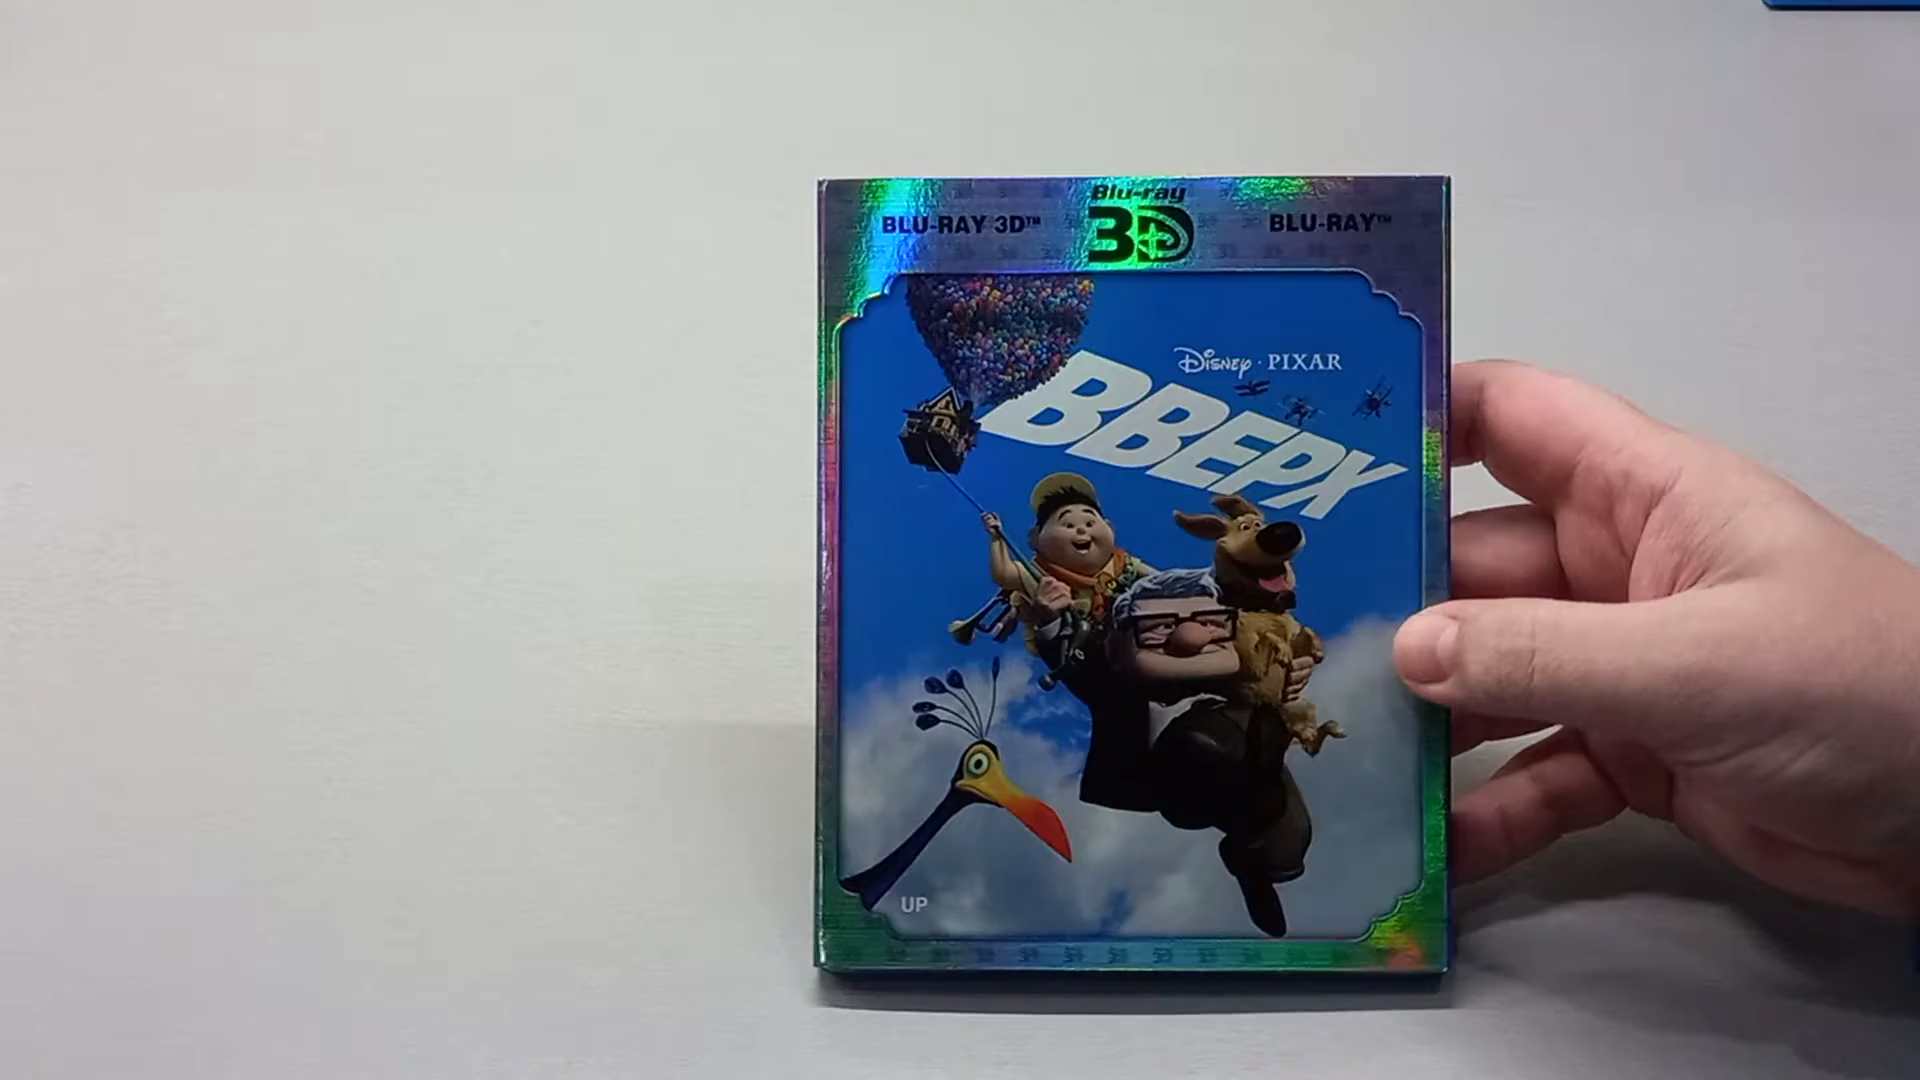 Blu-ray
BLU-RAY 3D™
3D
BLU-RAY™
Disney · PIXAR
ВВЕРХ
UP